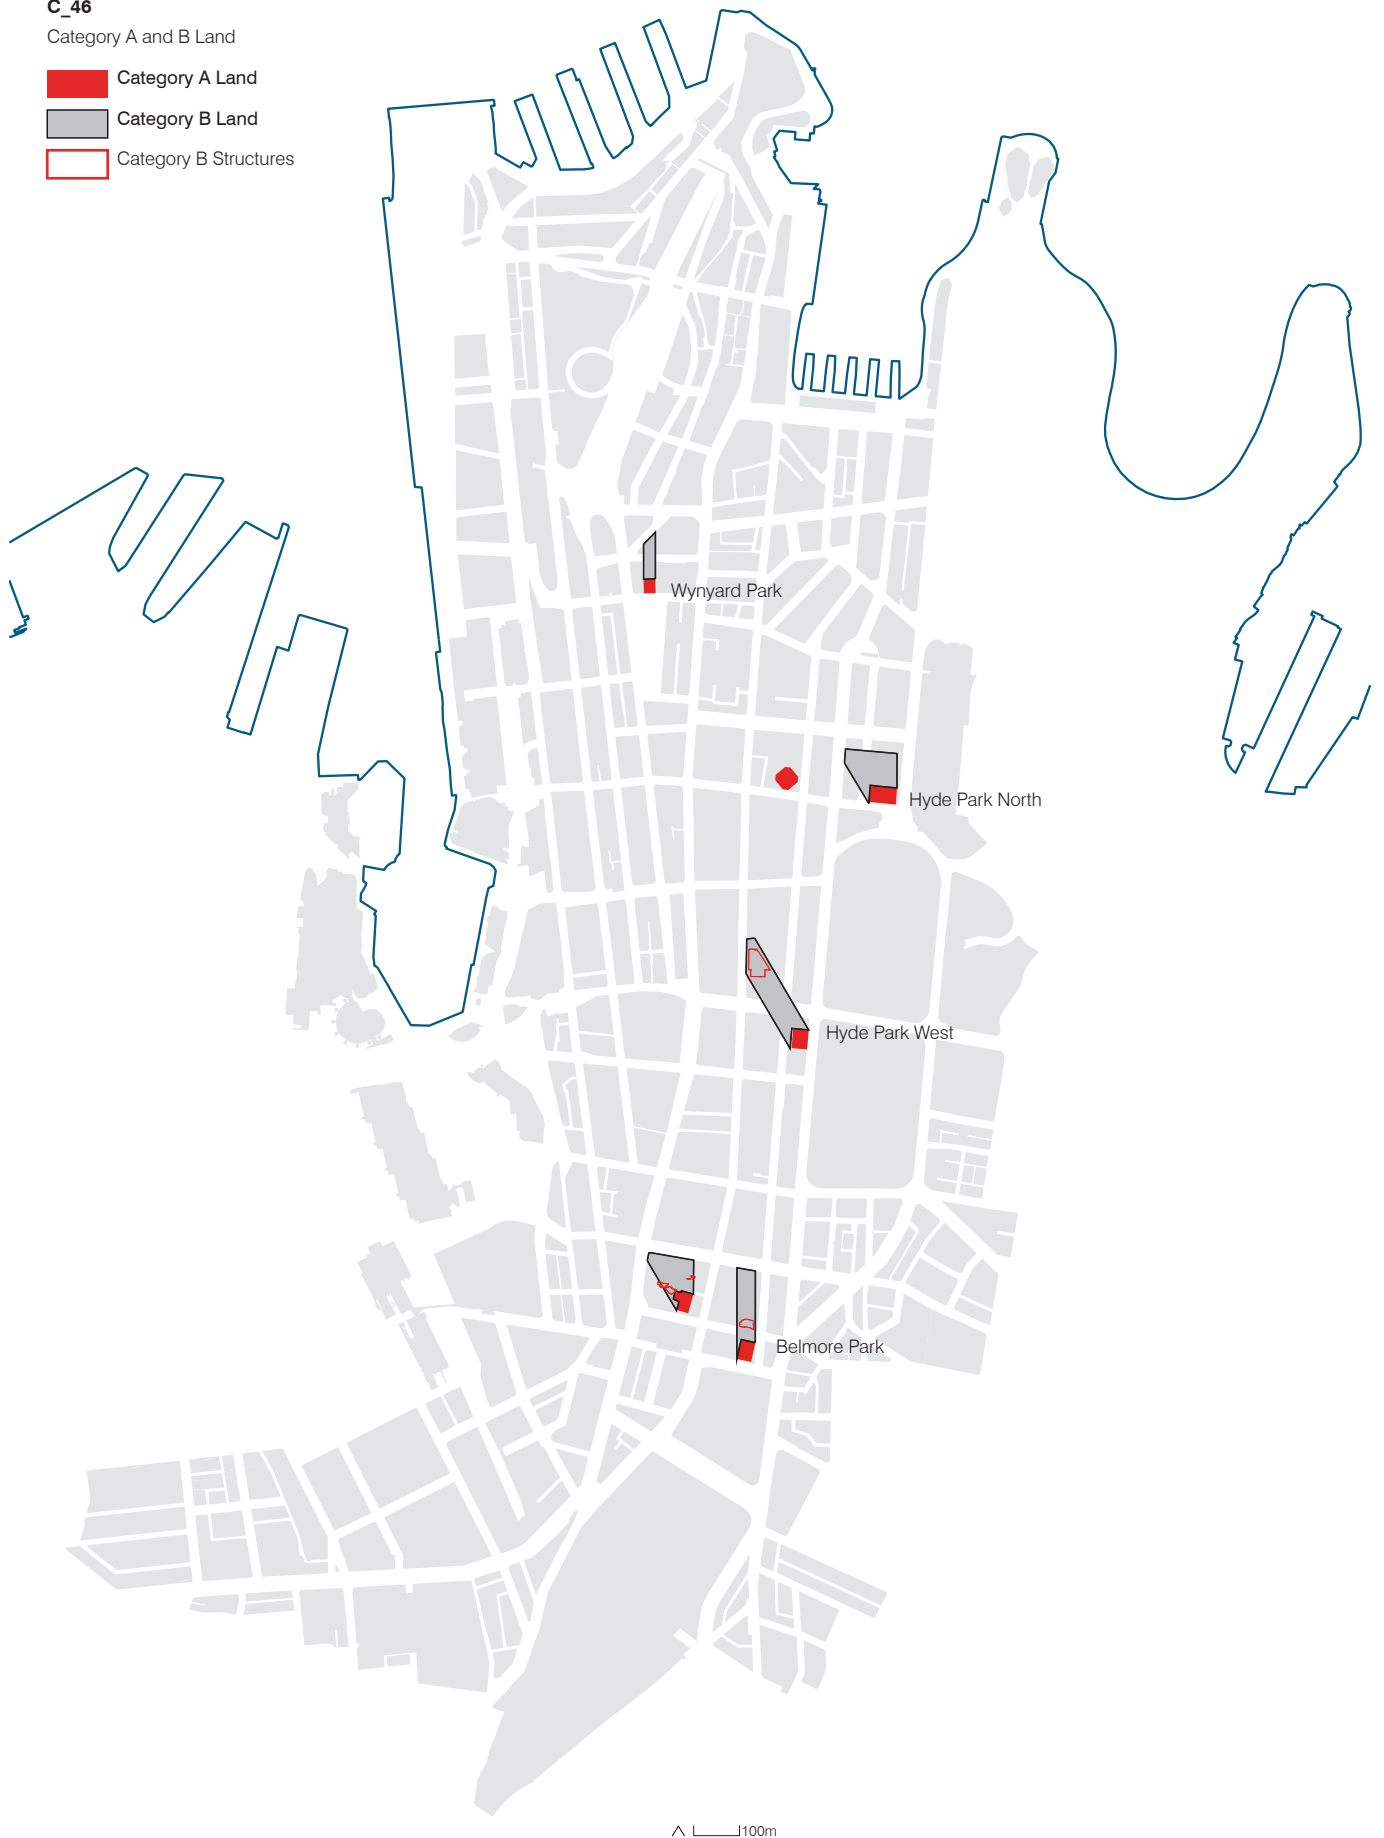 C_46
Category A and B Land
Category A Land
Category B Land
Category B Structures
Wynyard Park
Hyde Park North
Hyde Park West
Belmore Park
100m